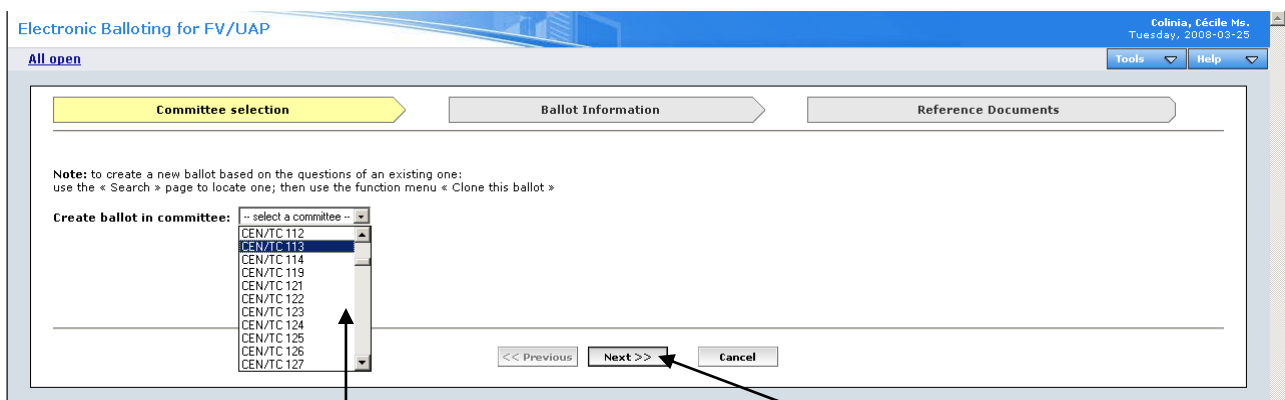 Electronic Balloting for FV/UAP
Colinia, Cécile Ms.
Tuesday, 2008-03-25
All open
Tools
Help
Committee selection
Ballot Information
Reference Documents
Note: to create a new ballot based on the questions of an existing one:
use the « Search » page to locate one; then use the function menu « Clone this ballot »
Create ballot in committee: -- select a committee --
CEN/TC 112
CEN/TC 113
CEN/TC 114
CEN/TC 119
CEN/TC 121
CEN/TC 122
CEN/TC 123
CEN/TC 124
CEN/TC 125
CEN/TC 126
CEN/TC 127
<< Previous
Next >>
Cancel